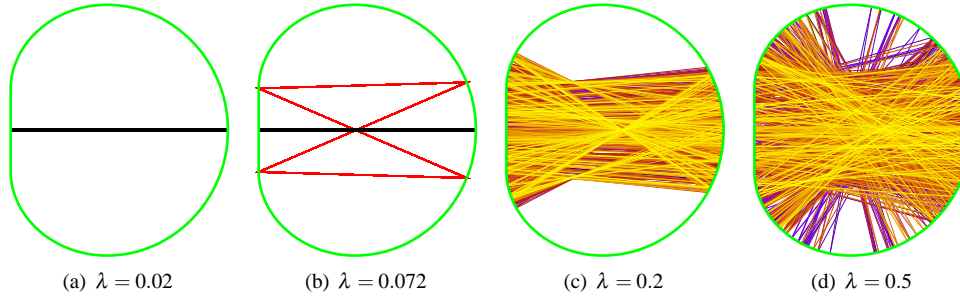 (a) λ = 0.02
(b) λ = 0.072
(c) λ = 0.2
(d) λ = 0.5